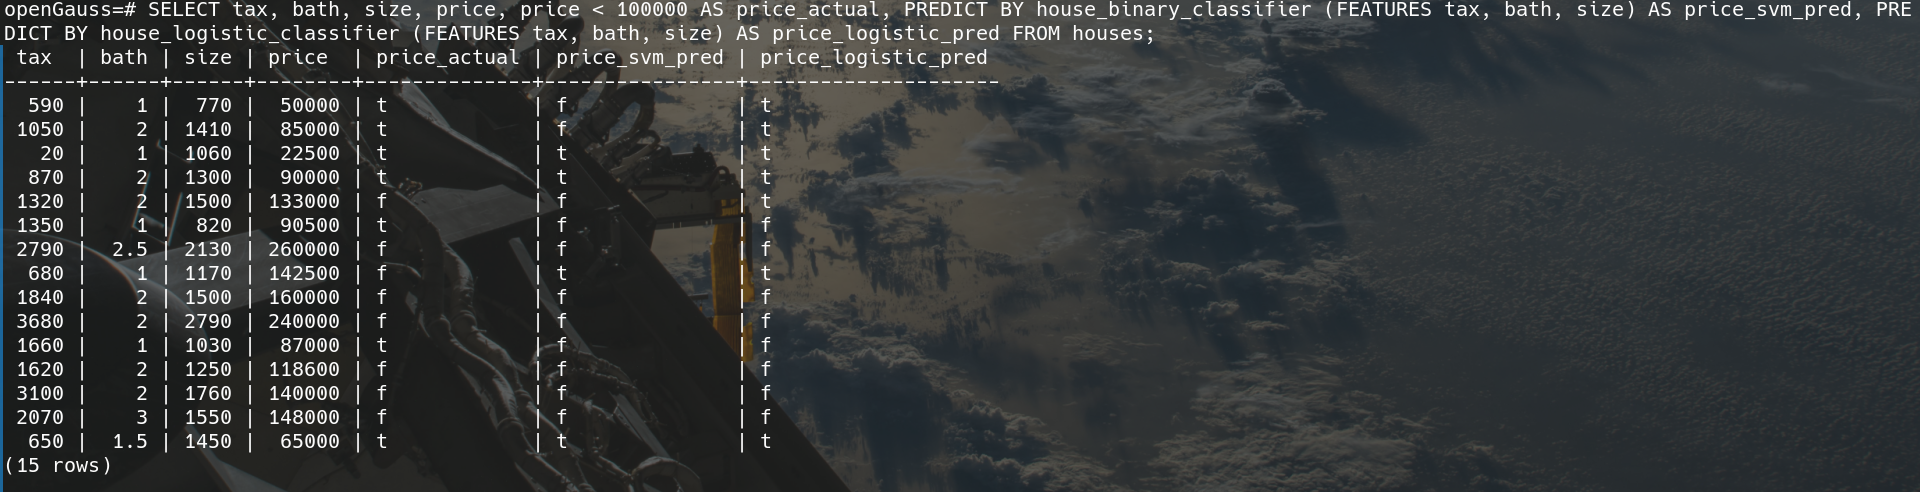 openGauss=# SELECT tax, bath, size, price, price < 100000 AS price_actual, PREDICT BY house_binary_classifier (FEATURES tax, bath, size) AS price_svm_pred, PRE
DICT BY house_logistic_classifier (FEATURES tax, bath, size) AS price_logistic_pred FROM houses;
 tax  | bath | size | price  | price_actual | price_svm_pred | price_logistic_pred
------+------+------+--------+--------------+----------------+---------------------
  590 |    1 |  770 |  50000 | t            | f              | t
 1050 |    2 | 1410 |  85000 | t            | f              | t
   20 |    1 | 1060 |  22500 | t            | t              | t
  870 |    2 | 1300 |  90000 | t            | t              | t
 1320 |    2 | 1500 | 133000 | f            | f              | t
 1350 |    1 |  820 |  90500 | t            | f              | f
 2790 |  2.5 | 2130 | 260000 | f            | f              | f
  680 |    1 | 1170 | 142500 | f            | t              | t
 1840 |    2 | 1500 | 160000 | f            | f              | f
 3680 |    2 | 2790 | 240000 | f            | f              | f
 1660 |    1 | 1030 |  87000 | t            | f              | f
 1620 |    2 | 1250 | 118600 | f            | f              | f
 3100 |    2 | 1760 | 140000 | f            | f              | f
 2070 |    3 | 1550 | 148000 | f            | f              | f
  650 |  1.5 | 1450 |  65000 | t            | t              | t
(15 rows)